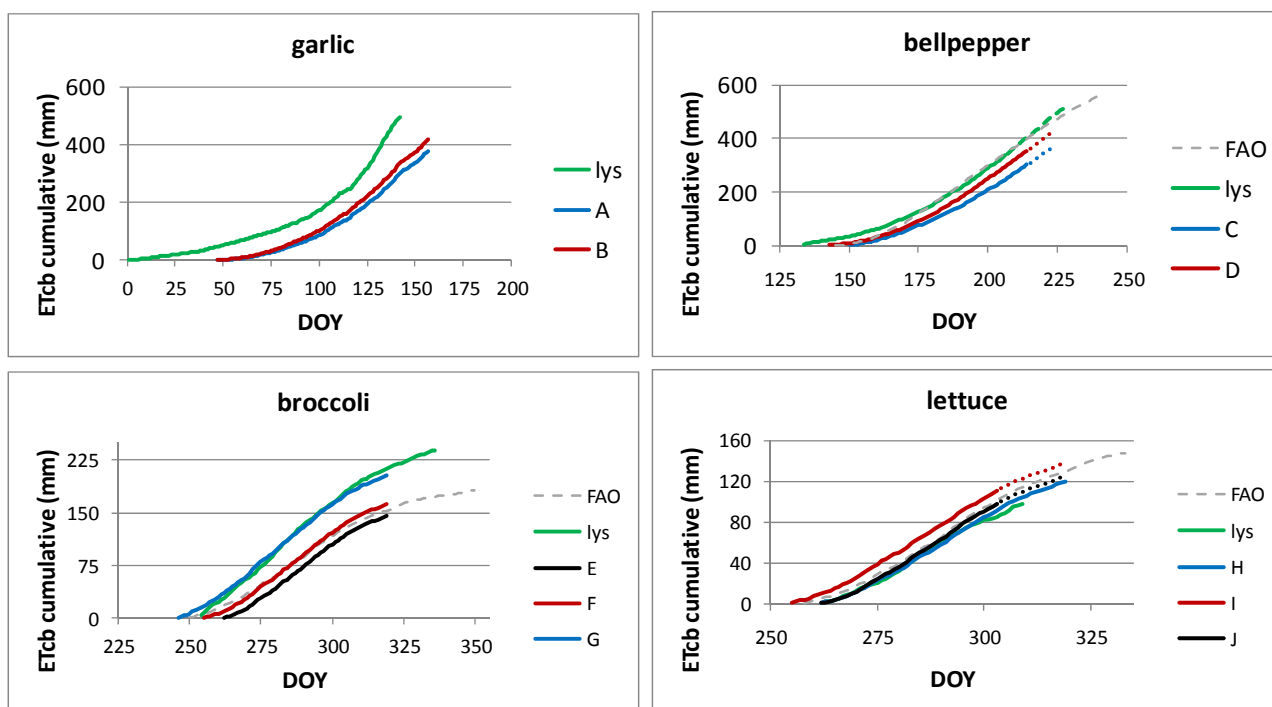 garlic
ETcb cumulative (mm)
600
400
200
0
0 25 50 75 100 125 150 175 200
DOY
lys
A
B
bellpepper
ETcb cumulative (mm)
600
400
200
0
125 150 175 200 225 250
DOY
FAO
lys
C
D
broccoli
ETcb cumulative (mm)
225
150
75
0
225 250 275 300 325 350
DOY
FAO
lys
E
F
G
lettuce
ETcb cumulative (mm)
160
120
80
40
0
250 275 300 325
DOY
FAO
lys
H
I
J